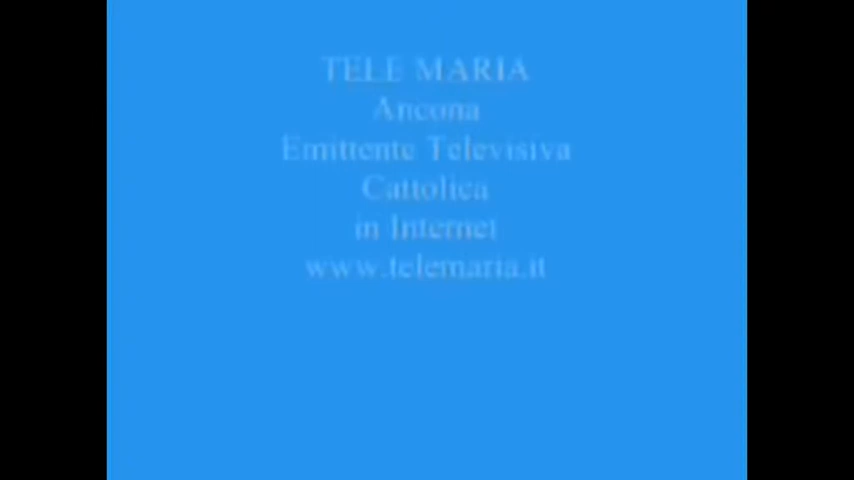 TELE MARIA
Ancona
Emittente Televisiva
Cattolica
in Internet
www.telemaria.it